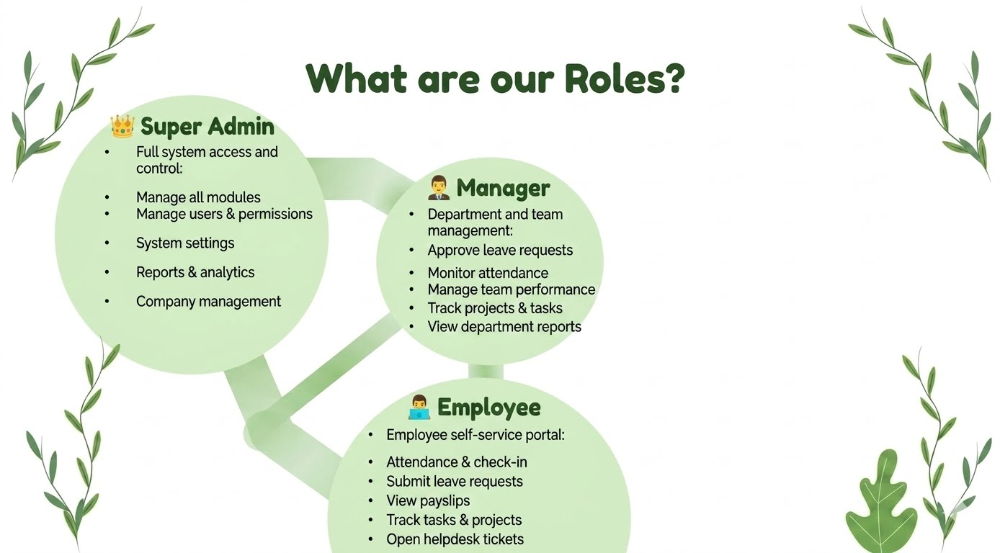 What are our Roles?
👑 Super Admin
• Full system access and
control:
• Manage all modules
• Manage users & permissions
• System settings
• Reports & analytics
• Company management
👨‍💼 Manager
• Department and team
management:
• Approve leave requests
• Monitor attendance
• Manage team performance
• Track projects & tasks
• View department reports
👨‍💻 Employee
• Employee self-service portal:
• Attendance & check-in
• Submit leave requests
• View payslips
• Track tasks & projects
• Open helpdesk tickets